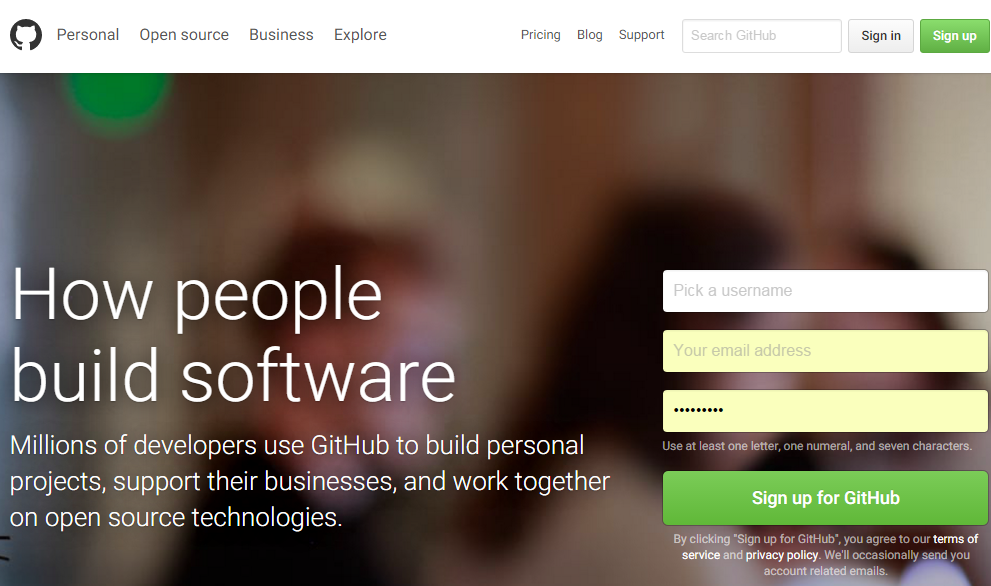 Personal Open source Business Explore Pricing Blog Support Search GitHub Sign in Sign up
How people
build software
Millions of developers use GitHub to build personal
projects, support their businesses, and work together
on open source technologies.
Pick a username
Your email address
•••••••••
Use at least one letter, one numeral, and seven characters.
Sign up for GitHub
By clicking "Sign up for GitHub", you agree to our terms of
service and privacy policy. We'll occasionally send you
account related emails.